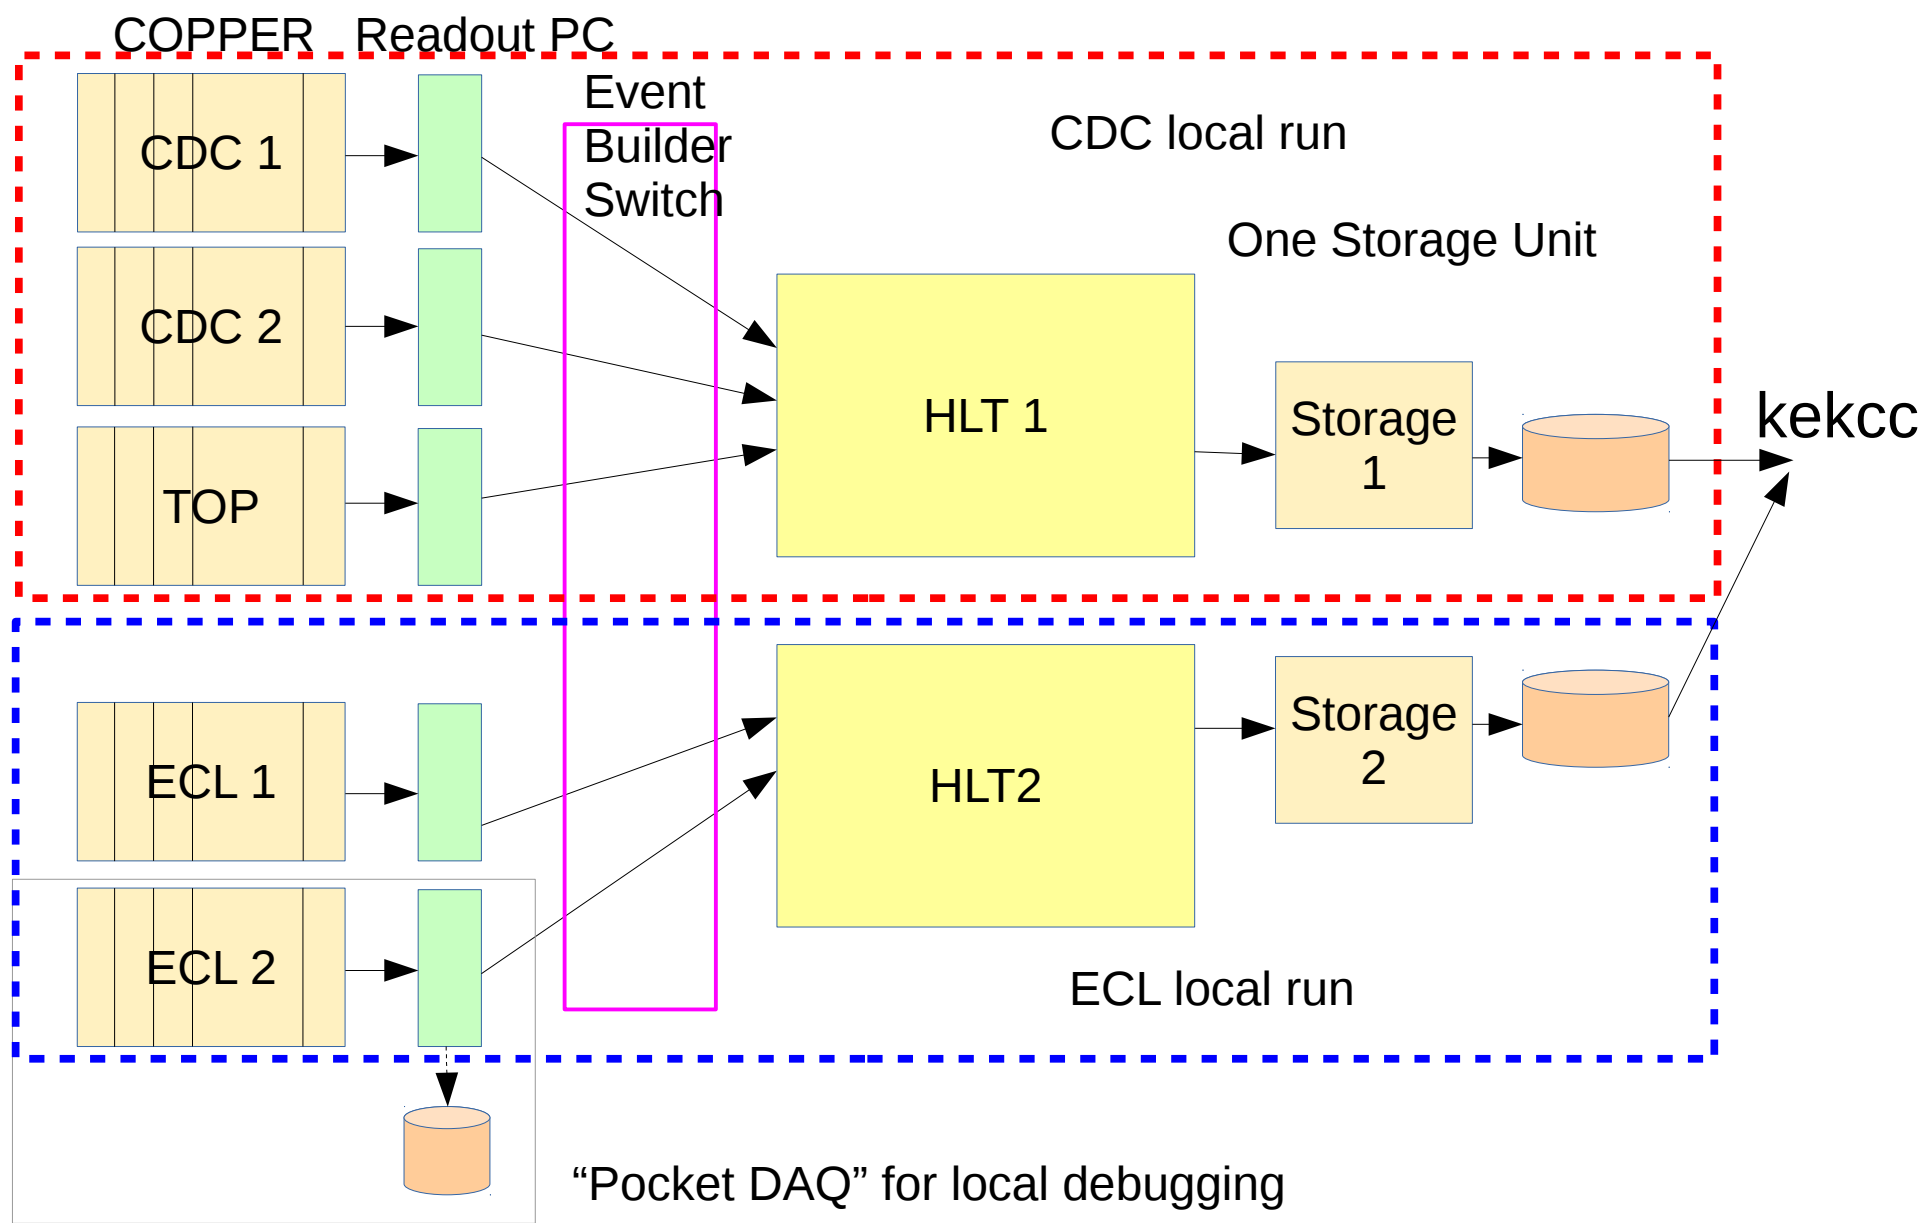 COPPER
Readout PC
Event
Builder
Switch
CDC 1
CDC local run
One Storage Unit
CDC 2
HLT 1
Storage
1
kekcc
TOP
ECL 1
HLT2
Storage
2
ECL 2
ECL local run
“Pocket DAQ” for local debugging